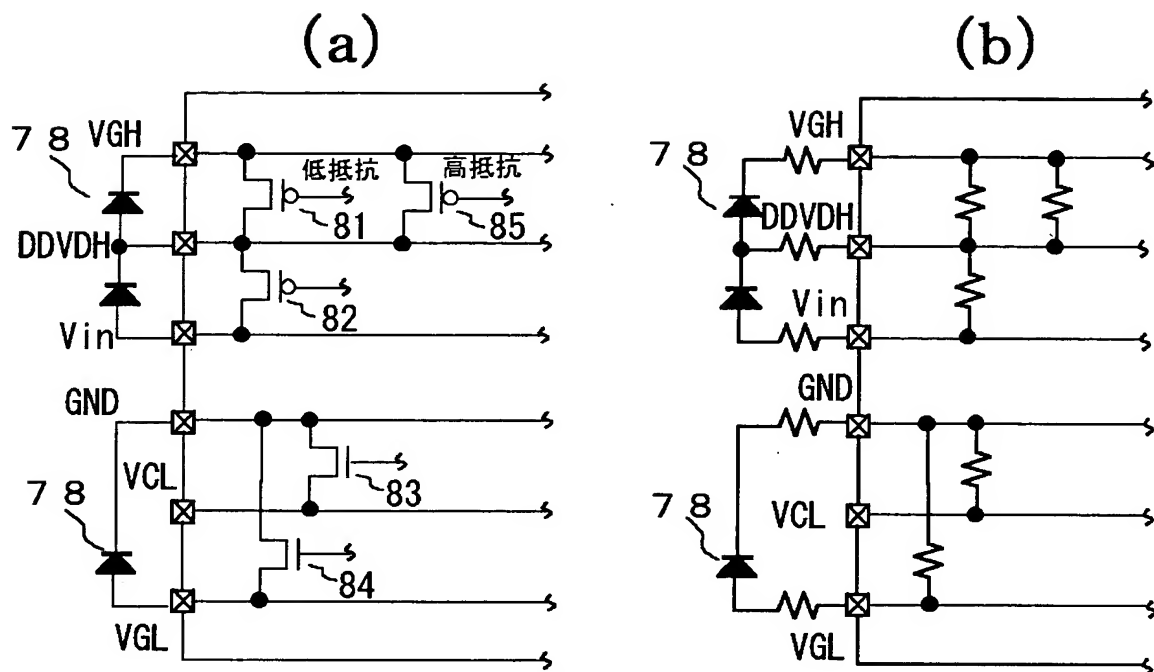 (a)
７８
VGH
低抵抗
高抵抗
81
85
DDVDH
82
Vin
GND
VCL
83
７８
84
VGL
(b)
７８
VGH
DDVDH
Vin
GND
７８
VCL
VGL